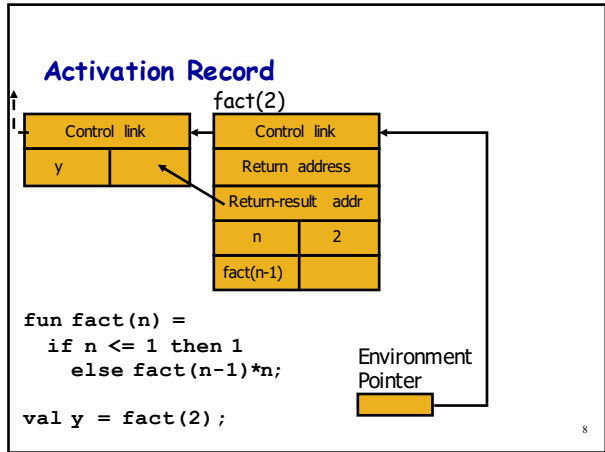 Activation Record
fact(2)
Control link
y
Control link
Return address
Return-result addr
n 2
fact(n-1)
fun fact(n) =
if n <= 1 then 1
else fact(n-1)*n;
val y = fact(2);
Environment
Pointer
8